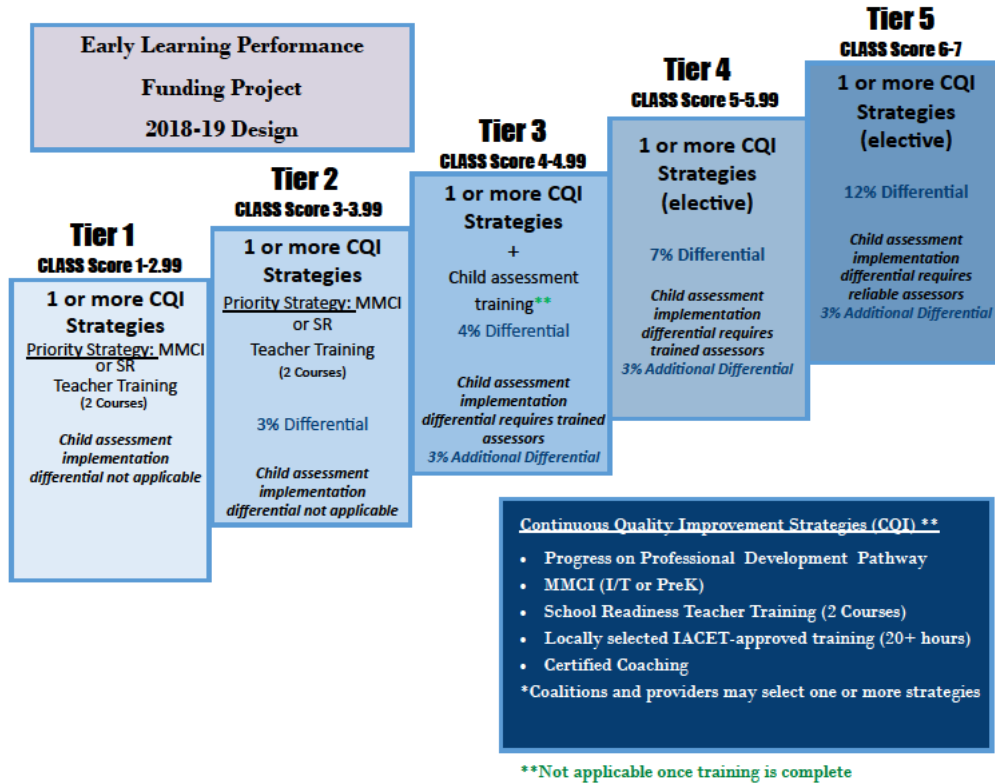 Early Learning Performance
Funding Project
2018-19 Design
Tier 1
CLASS Score 1-2.99
1 or more CQI
Strategies
Priority Strategy: MMCI
or SR
Teacher Training
(2 Courses)
Child assessment
implementation
differential not applicable
Tier 2
CLASS Score 3-3.99
1 or more CQI
Strategies
Priority Strategy: MMCI
or SR
Teacher Training
(2 Courses)
3% Differential
Child assessment
implementation
differential not applicable
Tier 3
CLASS Score 4-4.99
1 or more CQI
Strategies
+
Child assessment
training**
4% Differential
Child assessment
implementation
differential requires trained
assessors
3% Additional Differential
Tier 4
CLASS Score 5-5.99
1 or more CQI
Strategies
(elective)
7% Differential
Child assessment
implementation
differential requires
trained assessors
3% Additional Differential
Tier 5
CLASS Score 6-7
1 or more CQI
Strategies
(elective)
12% Differential
Child assessment
implementation
differential requires
reliable assessors
3% Additional Differential
Continuous Quality Improvement Strategies (CQI) **
• Progress on Professional Development Pathway
• MMCI (I/T or PreK)
• School Readiness Teacher Training (2 Courses)
• Locally selected IACET-approved training (20+ hours)
• Certified Coaching
*Coalitions and providers may select one or more strategies
**Not applicable once training is complete